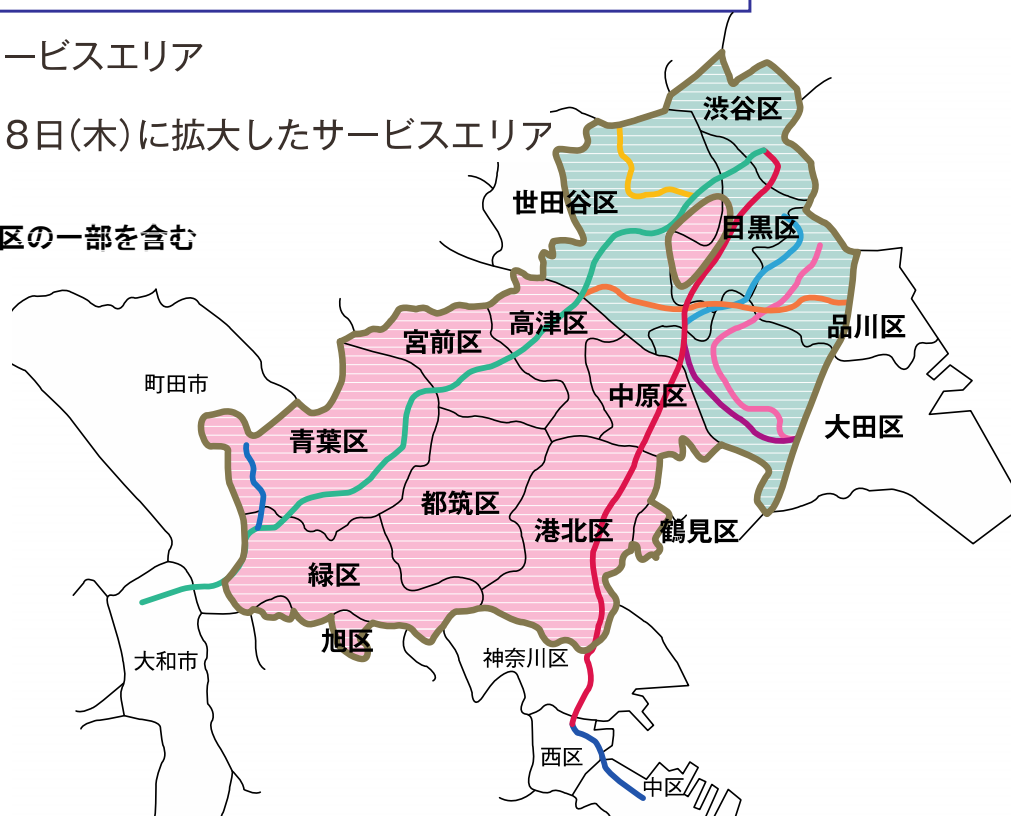 ービスエリア
8日(木)に拡大したサービスエリア
区の一部を含む
渋谷区
世田谷区
目黒区
品川区
高津区
宮前区
町田市
中原区
大田区
青葉区
都筑区
港北区
鶴見区
緑区
旭区
大和市
神奈川区
西区
中区